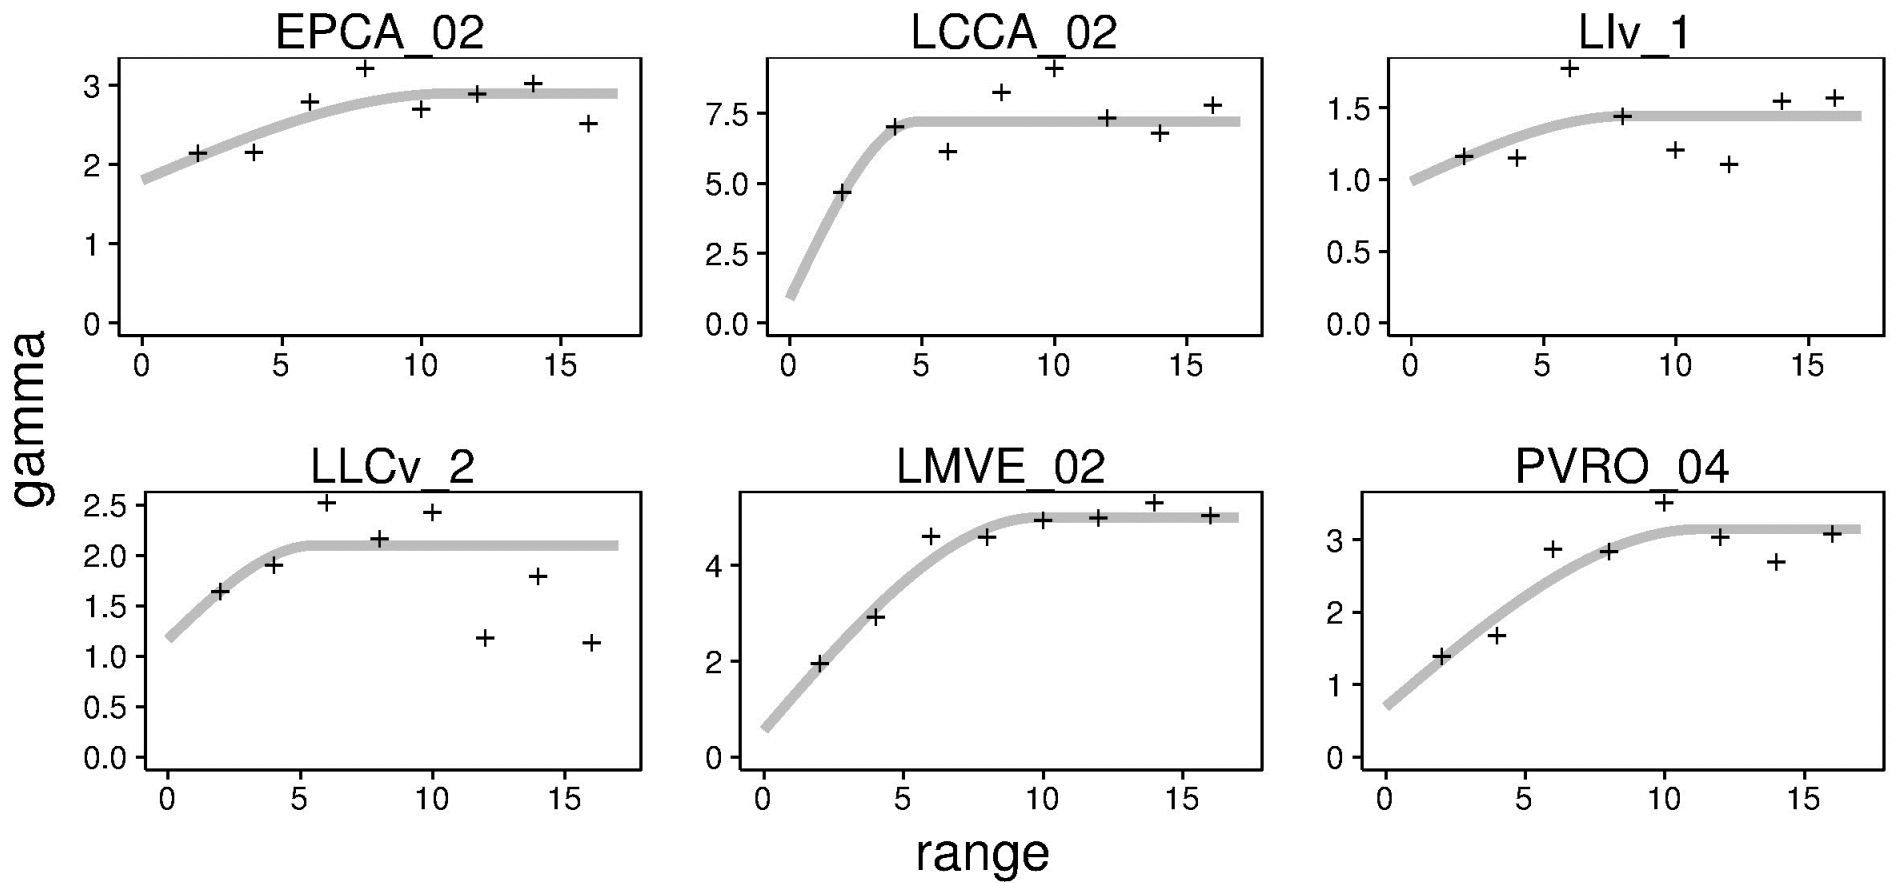 EPCA_02 LCCA_02 LIv_1
3 2 1 0
7.5 5.0 2.5 0.0
1.5 1.0 0.5 0.0
0 5 10 15 0 5 10 15 0 5 10 15
gamma
LLCv_2 LMVE_02 PVRO_04
2.5 2.0 1.5 1.0 0.5 0.0
4 2 0
3 2 1 0
0 5 10 15 0 5 10 15 0 5 10 15
range